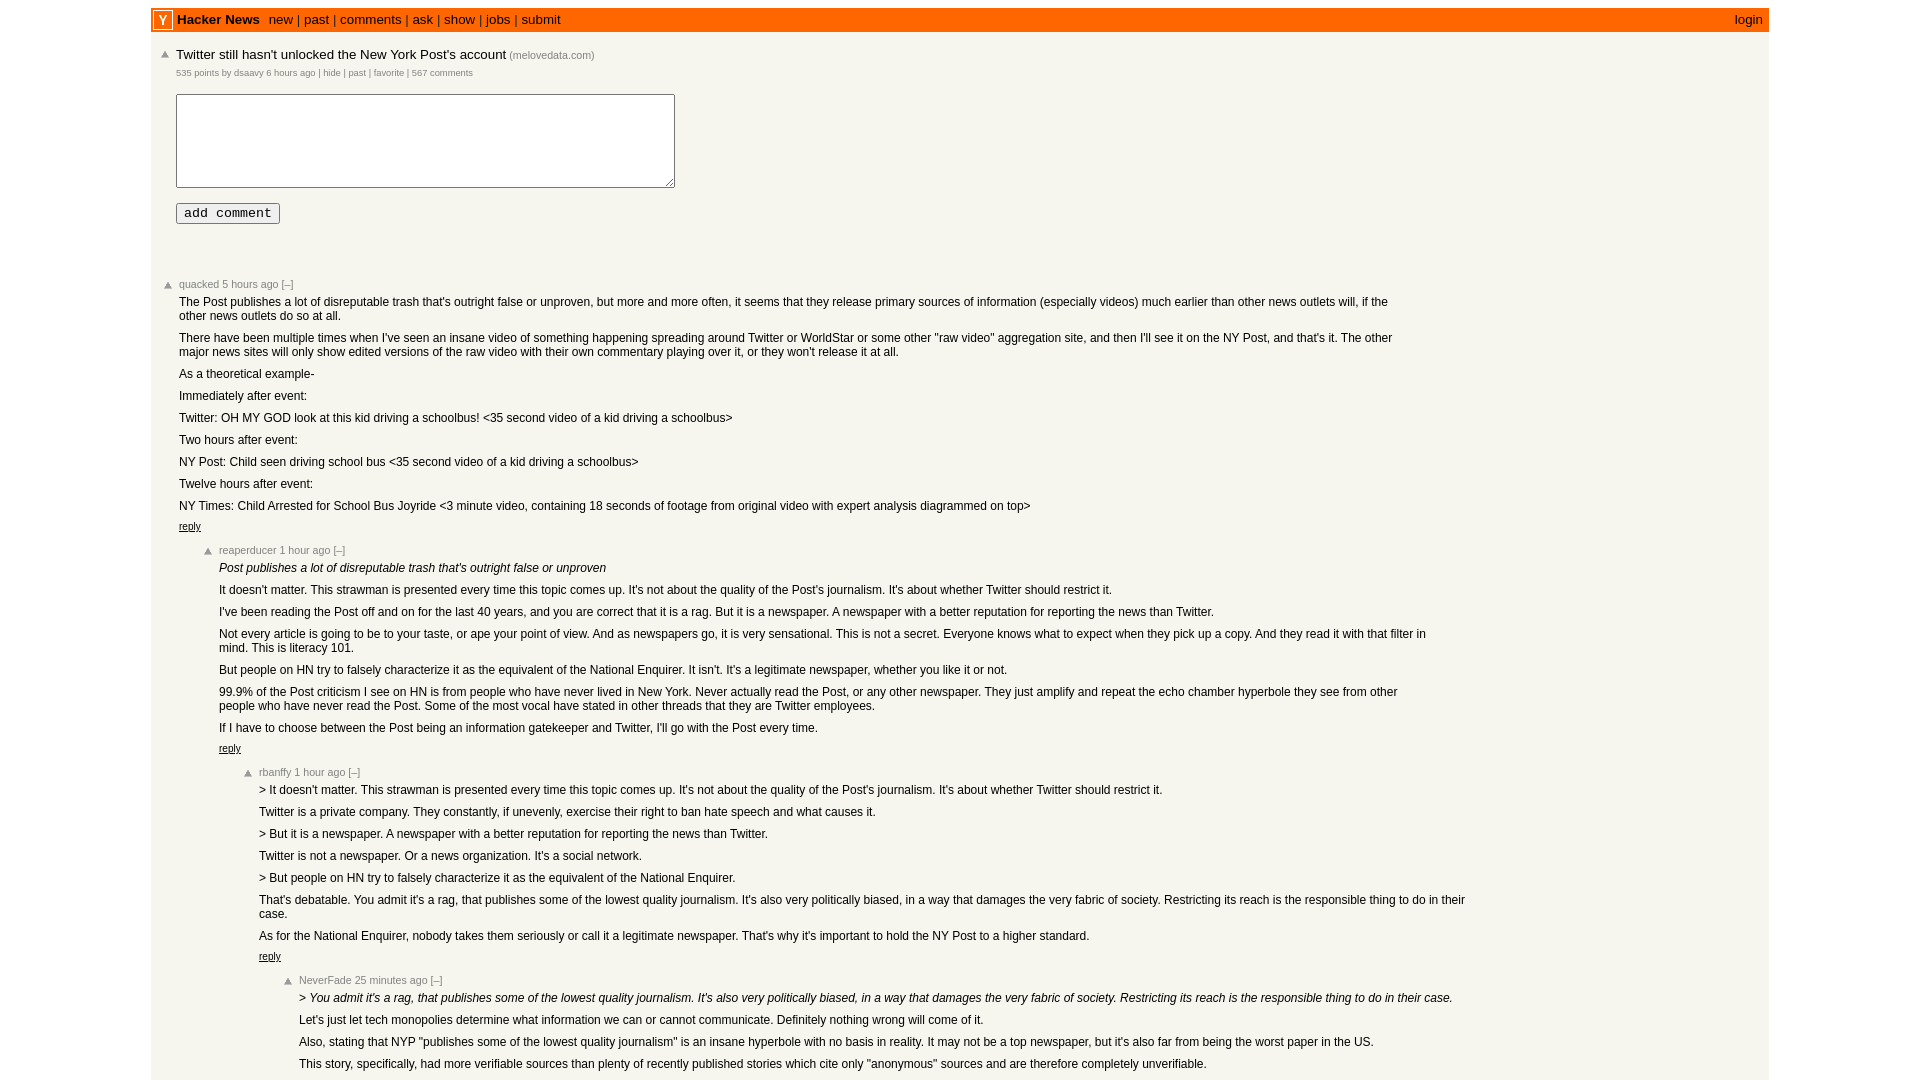 Y Hacker News new | past | comments | ask | show | jobs | submit login
Twitter still hasn't unlocked the New York Post's account (melovedata.com)
535 points by dsaavy 6 hours ago | hide | past | favorite | 567 comments
add comment
quacked 5 hours ago [–]
The Post publishes a lot of disreputable trash that's outright false or unproven, but more and more often, it seems that they release primary sources of information (especially videos) much earlier than other news outlets will, if the
other news outlets do so at all.
There have been multiple times when I've seen an insane video of something happening spreading around Twitter or WorldStar or some other "raw video" aggregation site, and then I'll see it on the NY Post, and that's it. The other
major news sites will only show edited versions of the raw video with their own commentary playing over it, or they won't release it at all.
As a theoretical example-
Immediately after event:
Twitter: OH MY GOD look at this kid driving a schoolbus! <35 second video of a kid driving a schoolbus>
Two hours after event:
NY Post: Child seen driving school bus <35 second video of a kid driving a schoolbus>
Twelve hours after event:
NY Times: Child Arrested for School Bus Joyride <3 minute video, containing 18 seconds of footage from original video with expert analysis diagrammed on top>
reply
reaperducer 1 hour ago [–]
Post publishes a lot of disreputable trash that's outright false or unproven
It doesn't matter. This strawman is presented every time this topic comes up. It's not about the quality of the Post's journalism. It's about whether Twitter should restrict it.
I've been reading the Post off and on for the last 40 years, and you are correct that it is a rag. But it is a newspaper. A newspaper with a better reputation for reporting the news than Twitter.
Not every article is going to be to your taste, or ape your point of view. And as newspapers go, it is very sensational. This is not a secret. Everyone knows what to expect when they pick up a copy. And they read it with that filter in
mind. This is literacy 101.
But people on HN try to falsely characterize it as the equivalent of the National Enquirer. It isn't. It's a legitimate newspaper, whether you like it or not.
99.9% of the Post criticism I see on HN is from people who have never lived in New York. Never actually read the Post, or any other newspaper. They just amplify and repeat the echo chamber hyperbole they see from other
people who have never read the Post. Some of the most vocal have stated in other threads that they are Twitter employees.
If I have to choose between the Post being an information gatekeeper and Twitter, I'll go with the Post every time.
reply
rbanffy 1 hour ago [–]
> It doesn't matter. This strawman is presented every time this topic comes up. It's not about the quality of the Post's journalism. It's about whether Twitter should restrict it.
Twitter is a private company. They constantly, if unevenly, exercise their right to ban hate speech and what causes it.
> But it is a newspaper. A newspaper with a better reputation for reporting the news than Twitter.
Twitter is not a newspaper. Or a news organization. It's a social network.
> But people on HN try to falsely characterize it as the equivalent of the National Enquirer.
That's debatable. You admit it's a rag, that publishes some of the lowest quality journalism. It's also very politically biased, in a way that damages the very fabric of society. Restricting its reach is the responsible thing to do in their
case.
As for the National Enquirer, nobody takes them seriously or call it a legitimate newspaper. That's why it's important to hold the NY Post to a higher standard.
reply
NeverFade 25 minutes ago [–]
> You admit it's a rag, that publishes some of the lowest quality journalism. It's also very politically biased, in a way that damages the very fabric of society. Restricting its reach is the responsible thing to do in their case.
Let's just let tech monopolies determine what information we can or cannot communicate. Definitely nothing wrong will come of it.
Also, stating that NYP "publishes some of the lowest quality journalism" is an insane hyperbole with no basis in reality. It may not be a top newspaper, but it's also far from being the worst paper in the US.
This story, specifically, had more verifiable sources than plenty of recently published stories which cite only "anonymous" sources and are therefore completely unverifiable.